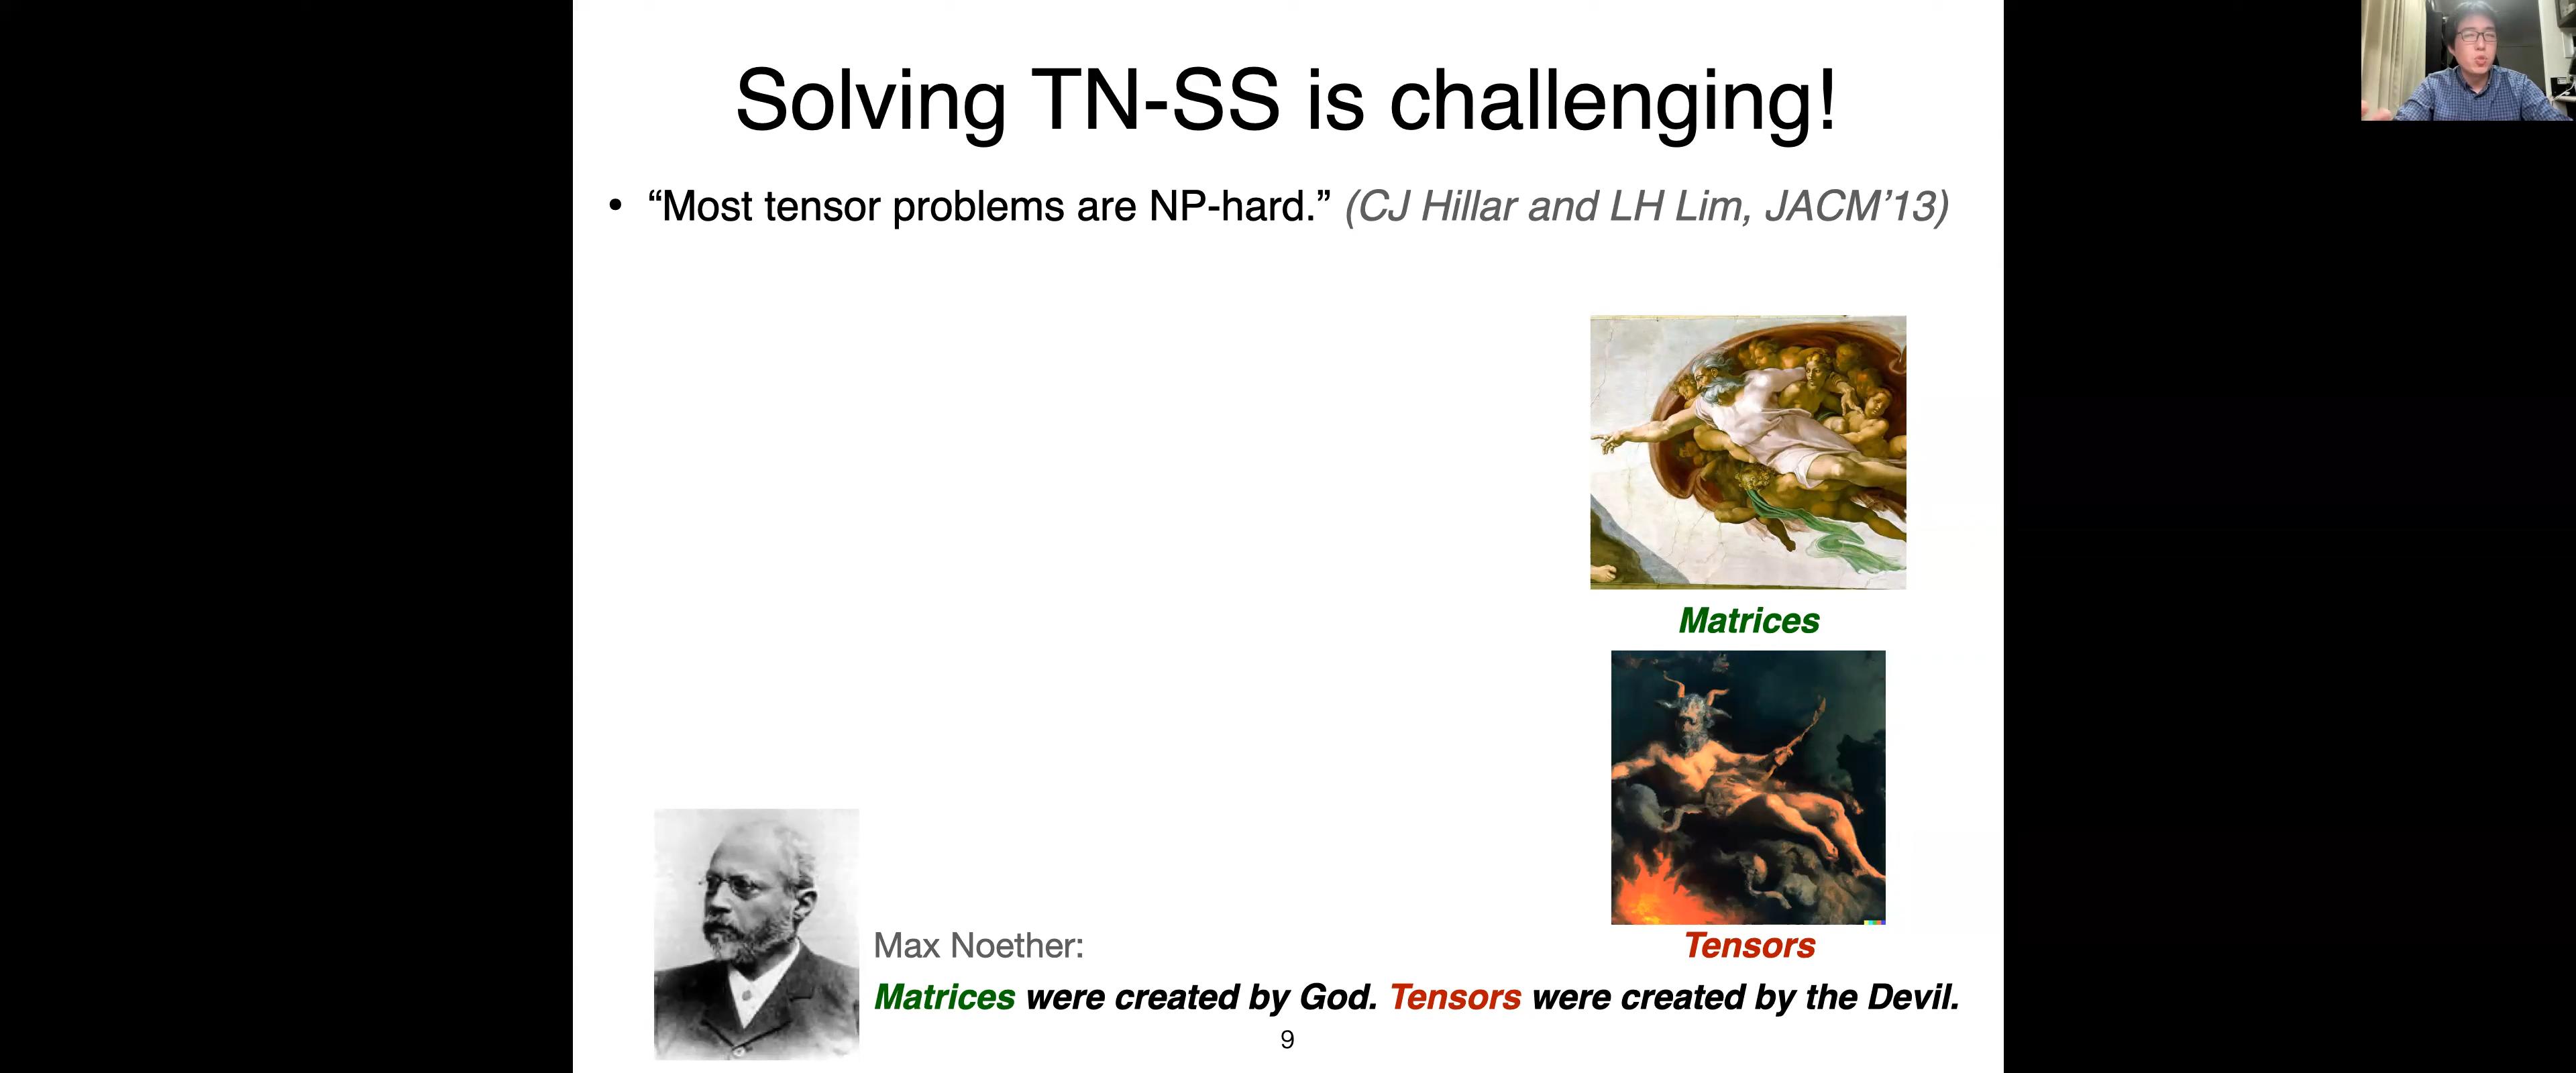 Solving TN-SS is challenging!
• “Most tensor problems are NP-hard.” (CJ Hillar and LH Lim, JACM’13)
Matrices
Tensors
Max Noether:
Matrices were created by God. Tensors were created by the Devil.
9